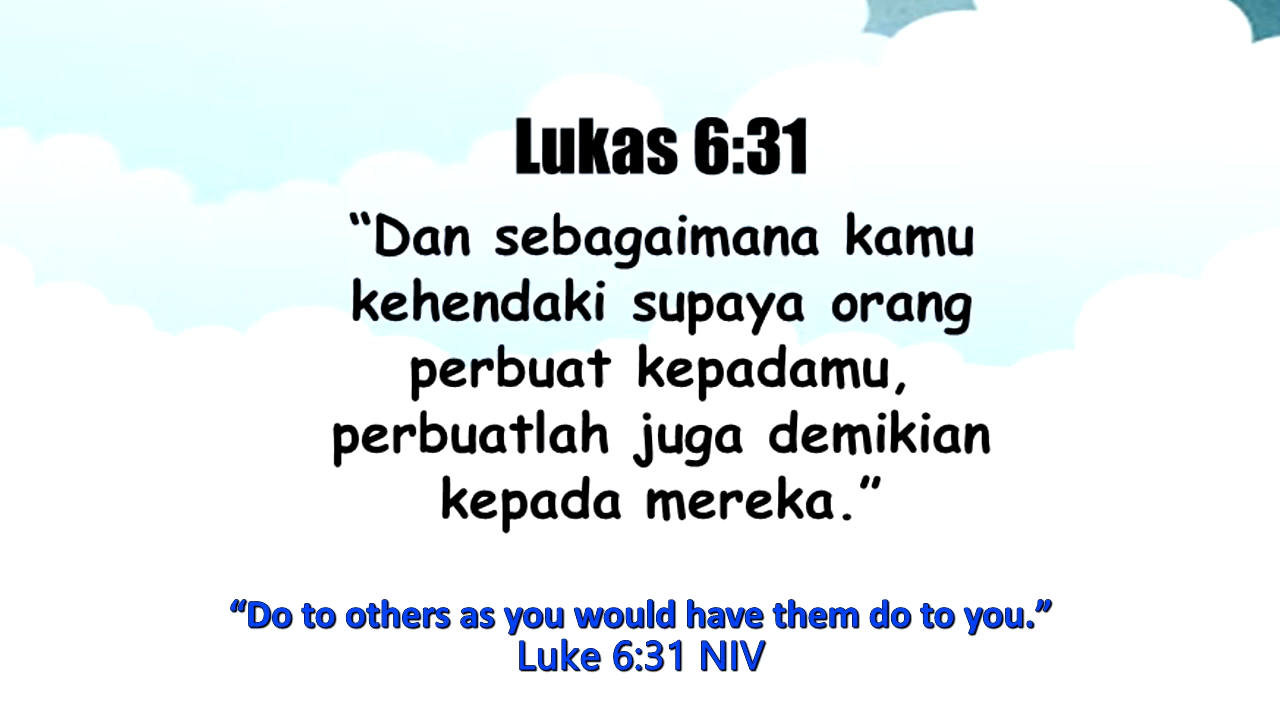 Lukas 6:31
“Dan sebagaimana kamu
kehendaki supaya orang
perbuat kepadamu,
perbuatlah juga demikian
kepada mereka.”
“Do to others as you would have them do to you.”
Luke 6:31 NIV